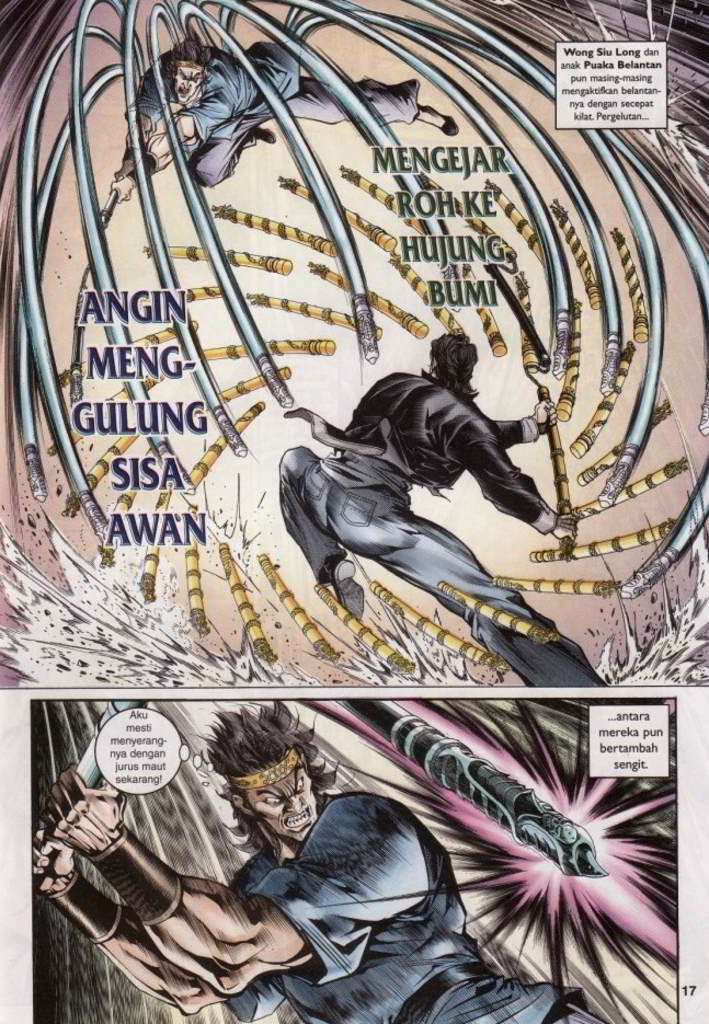 Wong Siu Long dan
anak Puaka Belantan
pun masing-masing
mengaktifkan belantan-
nya dengan secepat
kilat. Pergelutan...
MENGEJAR
ROH KE
HUJUNG
BUMI
ANGIN
MENG-
GULUNG
SISA
AWAN
Aku
mesti
menyerang-
nya dengan
jurus maut
sekarang!
...antara
mereka pun
bertambah
sengit.
17